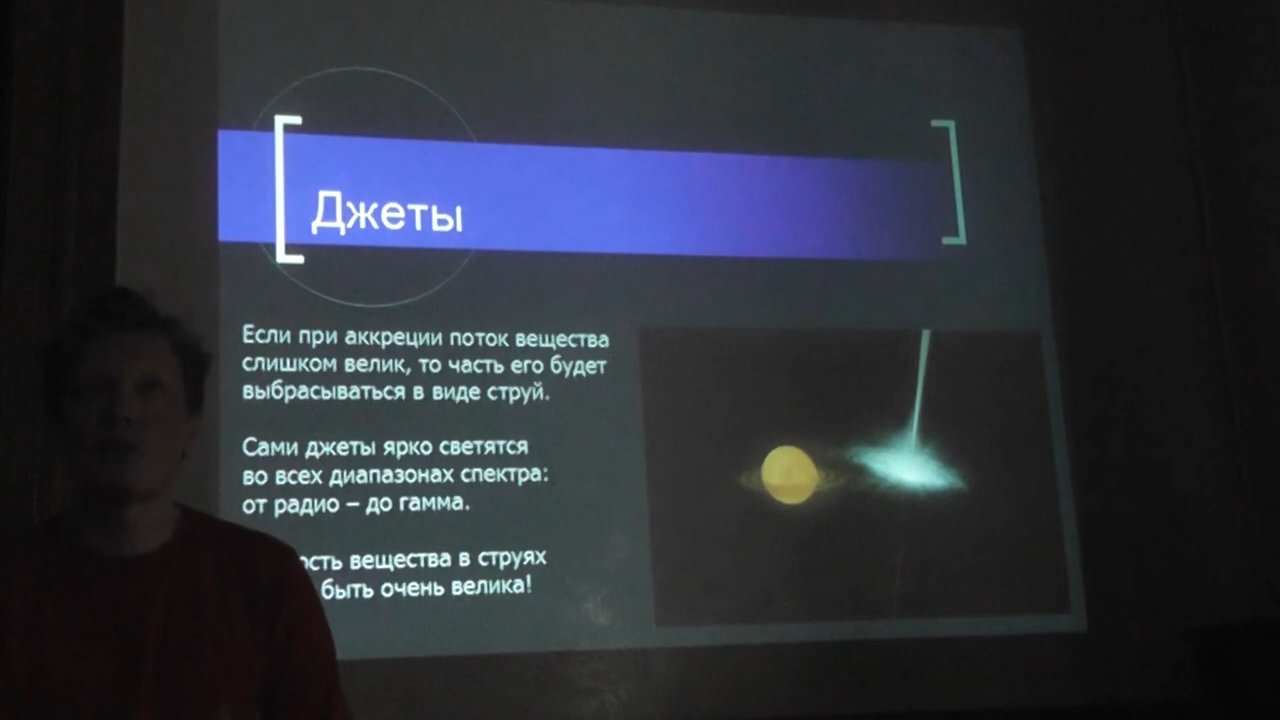 Джеты
Если при аккреции поток вещества
слишком велик, то часть его будет
выбрасываться в виде струй.
Сами джеты ярко светятся
во всех диапазонах спектра:
от радио – до гамма.
вещества в струях
быть очень велика!